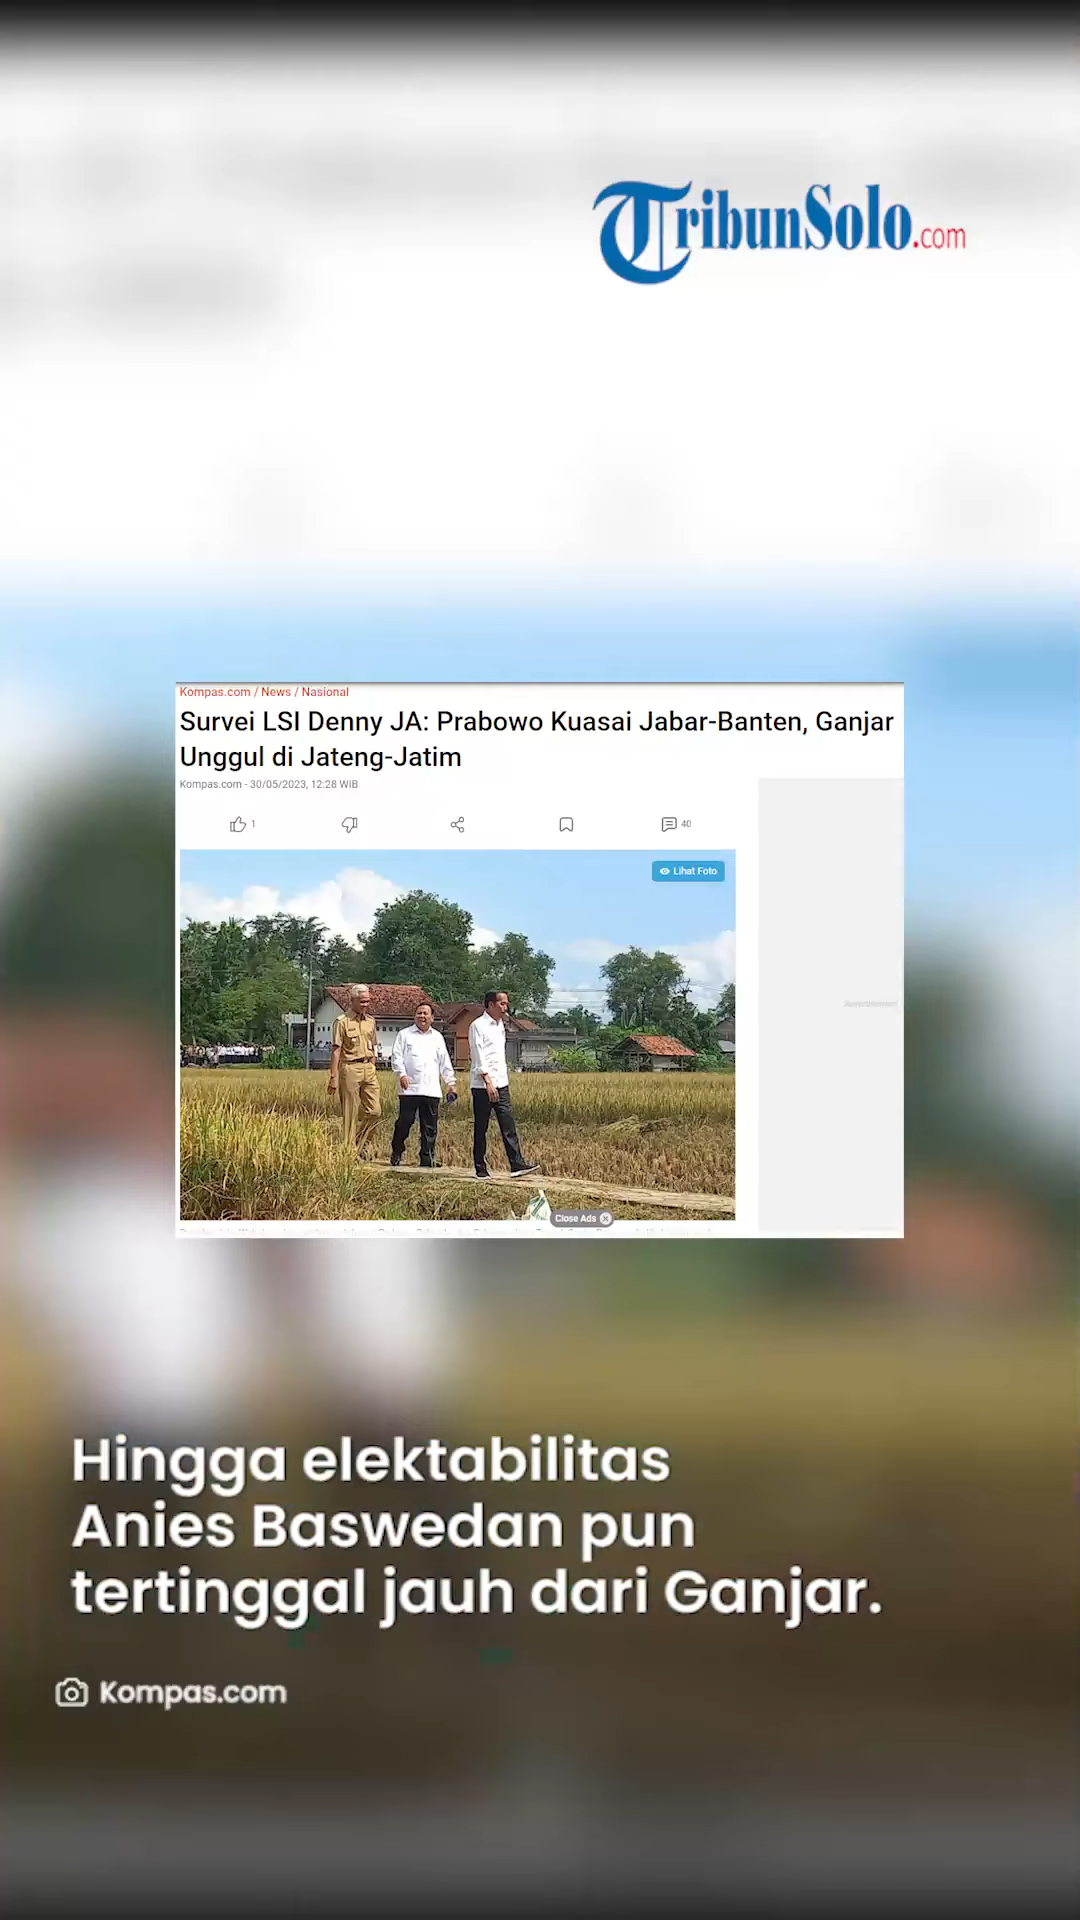 TribunSolo.com
Kompas.com / News / Nasional
Survei LSI Denny JA: Prabowo Kuasai Jabar-Banten, Ganjar
Unggul di Jateng-Jatim
Kompas.com - 30/05/2023, 12:28 WIB
1
40
Lihat Foto
Advertisement
Close Ads
Hingga elektabilitas
Anies Baswedan pun
tertinggal jauh dari Ganjar.
Kompas.com